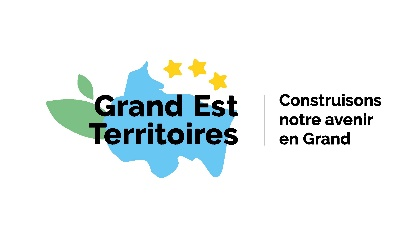 Grand Est
Territoires
Construisons
notre avenir
en Grand